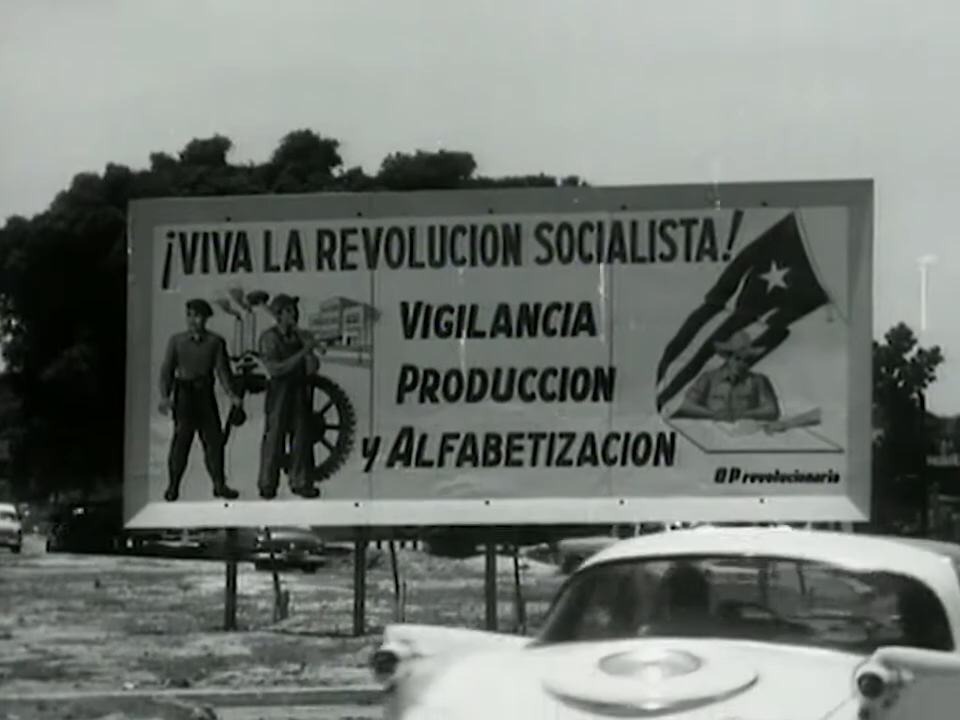 ¡VIVA LA REVOLUCION SOCIALISTA!
VIGILANCIA
PRODUCCION
y ALFABETIZACION
OP revolucionaria